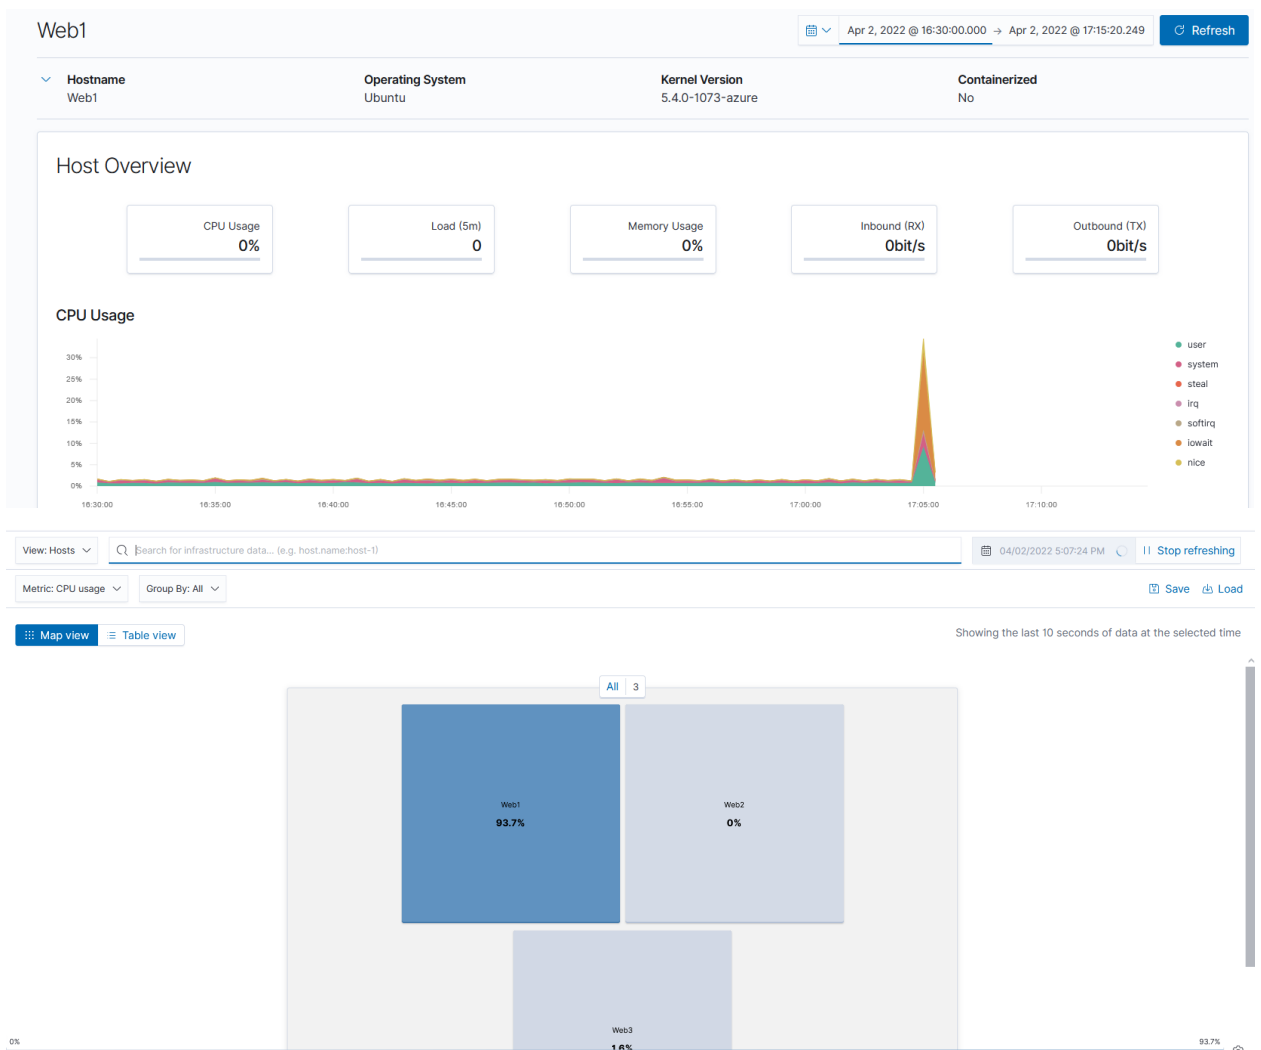 Web1
Apr 2, 2022 @ 16:30:00.000 → Apr 2, 2022 @ 17:15:20.249
Refresh
Hostname Operating System Kernel Version Containerized
Web1 Ubuntu 5.4.0-1073-azure No
Host Overview
CPU Usage Load (5m) Memory Usage Inbound (RX) Outbound (TX)
0% 0 0% 0bit/s 0bit/s
CPU Usage
30%
25%
20%
15%
10%
5%
0%
user
system
steal
irq
softirq
iowait
nice
16:30:00 16:35:00 16:40:00 16:45:00 16:50:00 16:55:00 17:00:00 17:05:00 17:10:00
View: Hosts Search for infrastructure data... (e.g. host.name:host-1) 04/02/2022 5:07:24 PM Stop refreshing
Metric: CPU usage Group By: All Save Load
Map view Table view Showing the last 10 seconds of data at the selected time
All 3
Web1 Web2
93.7% 0%
Web3
1.6%
0% 93.7%